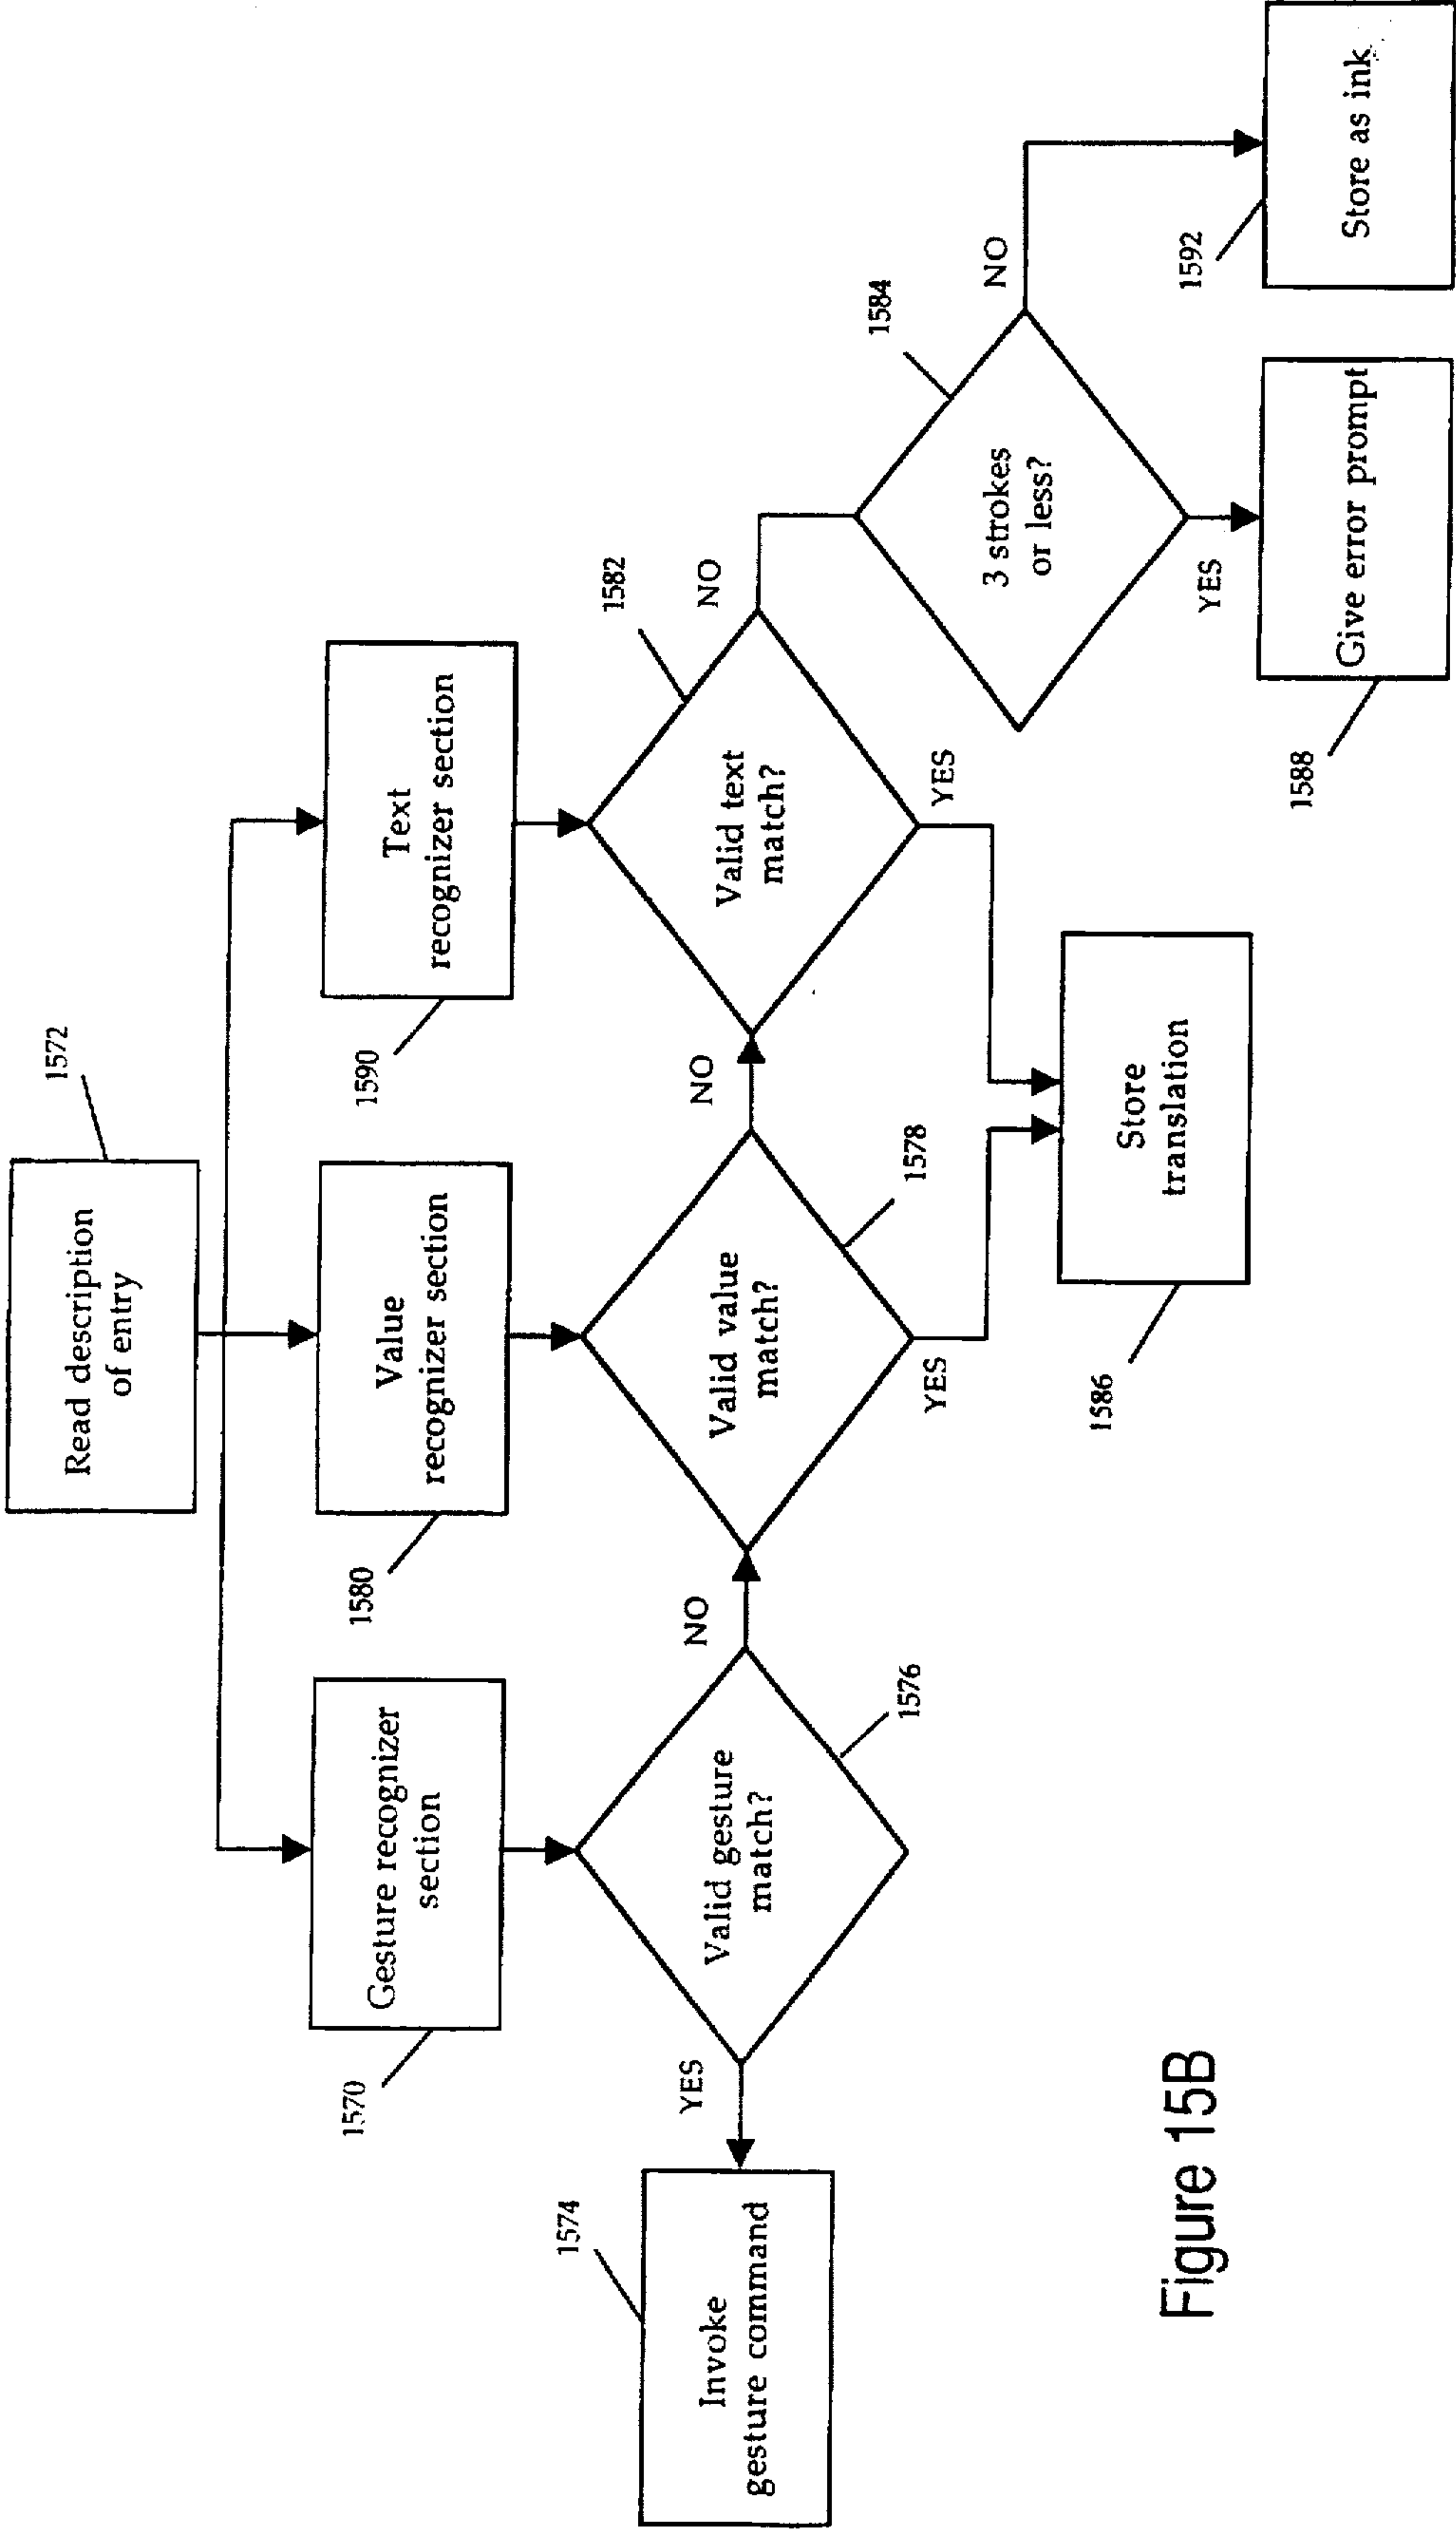 1572
Read description
of entry
1570
Gesture recognizer
section
1580
Value
recognizer section
1590
Text
recognizer section
1574
Invoke
gesture command
YES
Valid gesture
match?
1576
NO
Valid value
match?
1578
YES
NO
Valid text
match?
1582
YES
NO
3 strokes
or less?
1584
YES
NO
1586
Store
translation
1588
Give error prompt
1592
Store as ink
Figure 15B